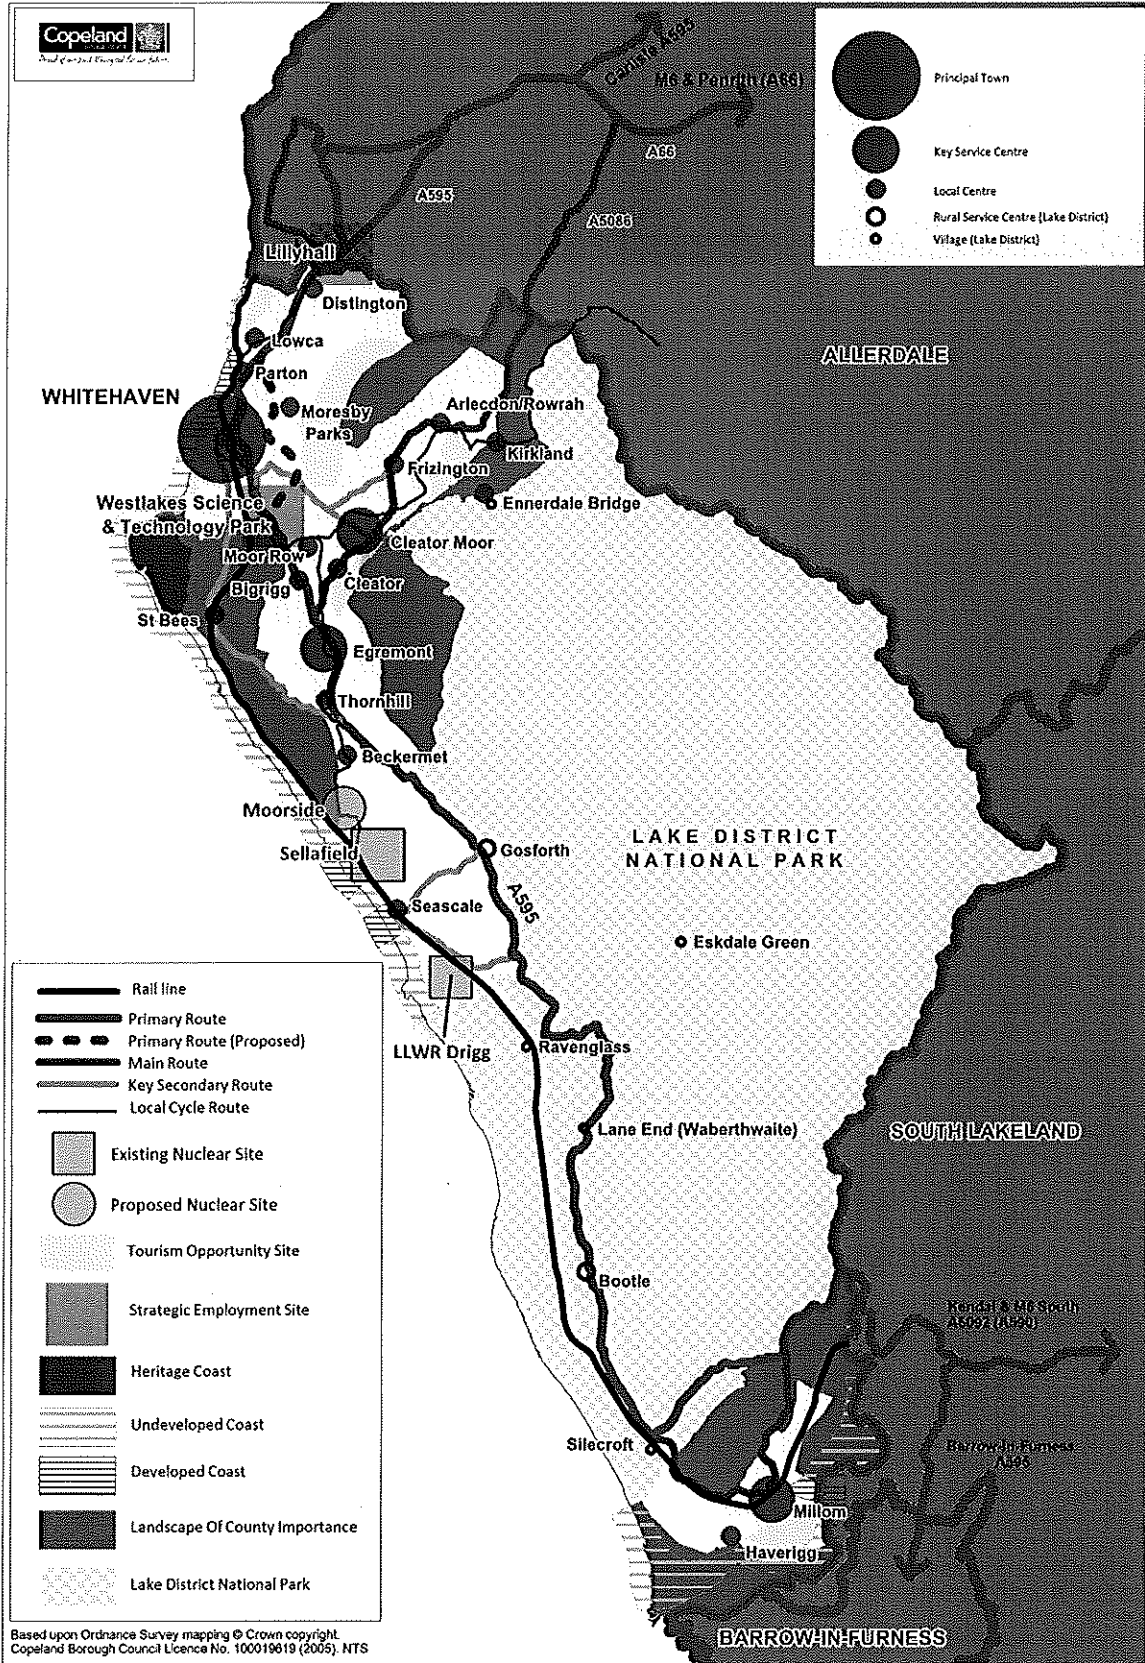 Copeland
Carlisle A595
M6 & Penrith (A66)
Principal Town
Key Service Centre
Local Centre
Rural Service Centre (Lake District)
Village (Lake District)
A66
A595
A5086
Lillyhall
Distington
Lowca
ALLERDALE
Parton
WHITEHAVEN
Moresby
Parks
Arlecdon/Rowrah
Kirkland
Frizington
Westlakes Science
& Technology Park
Ennerdale Bridge
Cleator Moor
Moor Row
Bigrigg
Cleator
St Bees
Egremont
Thornhill
Beckermet
Moorside
LAKE DISTRICT
NATIONAL PARK
Sellafield
Gosforth
A595
Seascale
Eskdale Green
LLWR Drigg
Ravenglass
Lane End (Waberthwaite)
SOUTH LAKELAND
Bootle
Kendal & M6 South
A5092 (A590)
Silecroft
Barrow-In-Furness
A595
Millom
Haverigg
BARROW-IN-FURNESS
Rail line
Primary Route
Primary Route (Proposed)
Main Route
Key Secondary Route
Local Cycle Route
Existing Nuclear Site
Proposed Nuclear Site
Tourism Opportunity Site
Strategic Employment Site
Heritage Coast
Undeveloped Coast
Developed Coast
Landscape Of County Importance
Lake District National Park
Based upon Ordnance Survey mapping © Crown copyright.
Copeland Borough Council Licence No. 100019619 (2005). NTS